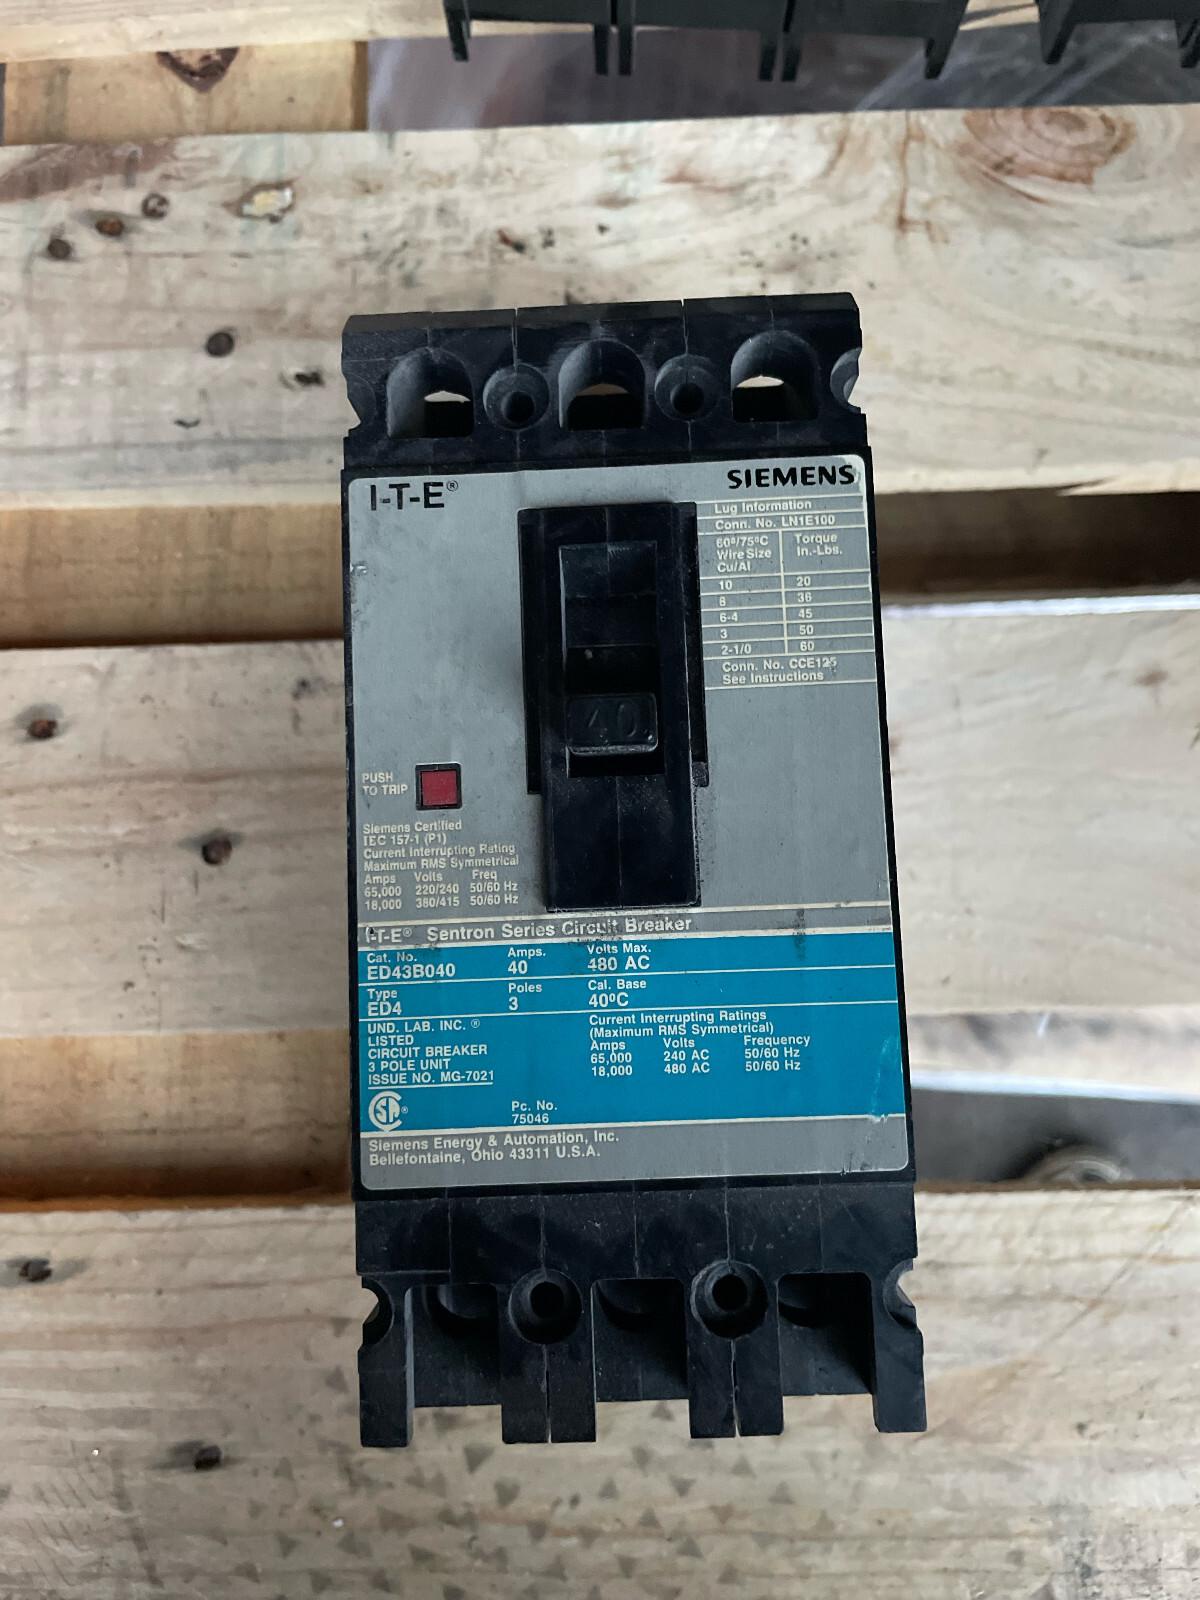 I-T-E®
SIEMENS
Lug Information
Conn. No. LN1E100
60°/75°C Wire Size Cu/Al Torque In.-Lbs.
10 20
8 36
6-4 45
3 50
2-1/0 60
Conn. No. CCE125
See Instructions
40
PUSH
TO TRIP
Siemens Certified
IEC 157-1 (P1)
Current Interrupting Rating
Maximum RMS Symmetrical
Amps Volts Freq
65,000 220/240 50/60 Hz
18,000 380/415 50/60 Hz
I-T-E® Sentron Series Circuit Breaker
Cat. No. Amps. Volts Max.
ED43B040 40 480 AC
Type Poles Cal. Base
ED4 3 40°C
UND. LAB. INC.®
LISTED
CIRCUIT BREAKER
3 POLE UNIT
ISSUE NO. MG-7021
Current Interrupting Ratings
(Maximum RMS Symmetrical)
Amps Volts Frequency
65,000 240 AC 50/60 Hz
18,000 480 AC 50/60 Hz
SA®
Pc. No.
75046
Siemens Energy & Automation, Inc.
Bellefontaine, Ohio 43311 U.S.A.